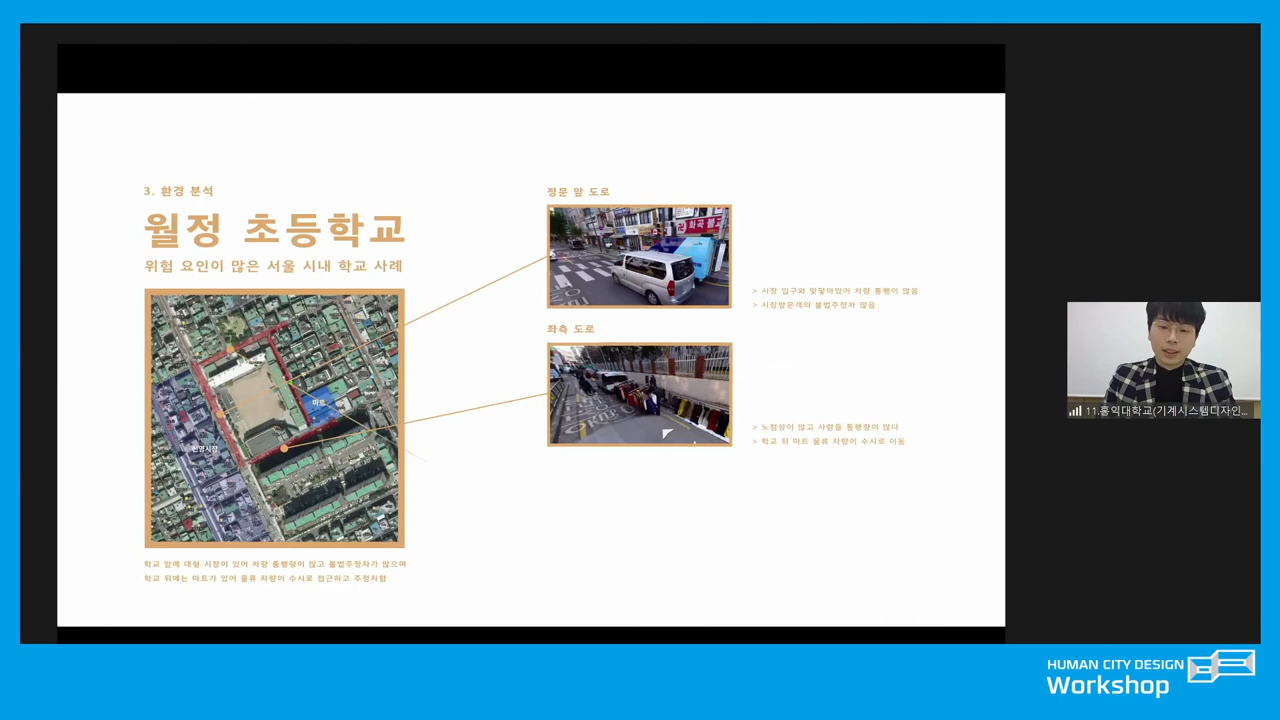 3. 환경 분석
월정 초등학교
위험 요인이 많은 서울 시내 학교 사례
마트
학교 앞에 대형 시장이 있어 차량 통행량이 많고 불법주정차가 많으며
학교 뒤에는 마트가 있어 물류 차량이 수시로 접근하고 주정차함
정문 앞 도로
> 시장 입구와 맞닿아있어 차량 통행이 많음
> 시장방문객의 불법주정차 많음
좌측 도로
> 노점상이 많고 사람들 통행량이 많다
> 학교 뒤 마트 물류 차량이 수시로 이동
11.홍익대학교(기계시스템디자인...
HUMAN CITY DESIGN
Workshop